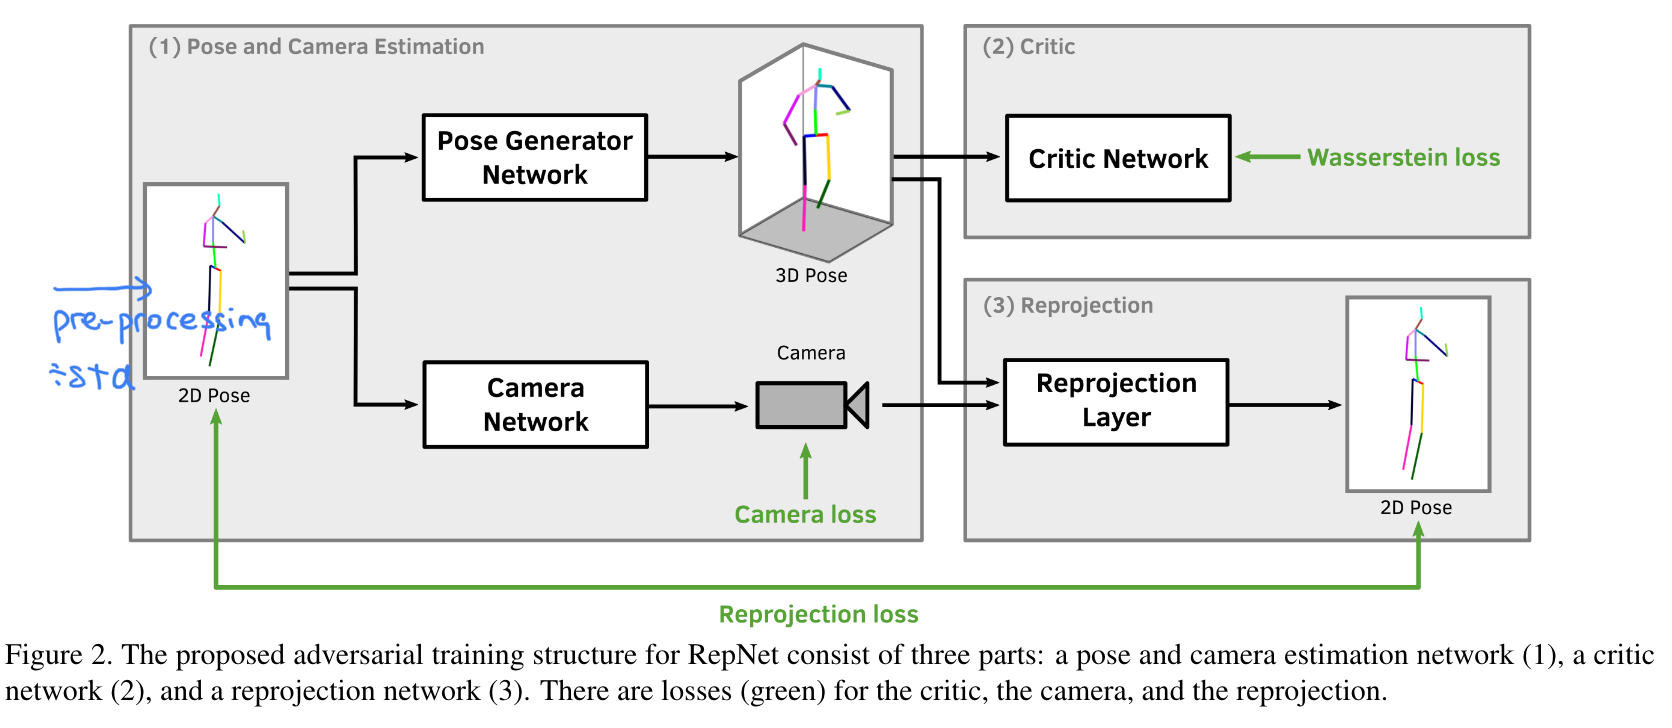 (1) Pose and Camera Estimation
Pose Generator
Network
3D Pose
pre-processing
÷std
2D Pose
Camera
Network
Camera
Camera loss
(2) Critic
Critic Network
Wasserstein loss
(3) Reprojection
Reprojection
Layer
2D Pose
Reprojection loss
Figure 2. The proposed adversarial training structure for RepNet consist of three parts: a pose and camera estimation network (1), a critic
network (2), and a reprojection network (3). There are losses (green) for the critic, the camera, and the reprojection.